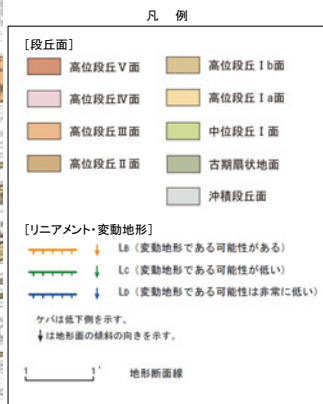 凡 例
[段丘面]
高位段丘Ⅴ面
高位段丘Ⅳ面
高位段丘Ⅲ面
高位段丘Ⅱ面
高位段丘Ⅰb面
高位段丘Ⅰa面
中位段丘Ⅰ面
古期扇状地面
沖積段丘面
[リニアメント・変動地形]
LB (変動地形である可能性がある)
LC (変動地形である可能性が低い)
LD (変動地形である可能性は非常に低い)
ケバは低下側を示す。
↓は地形面の傾斜の向きを示す。
1 1' 地形断面線